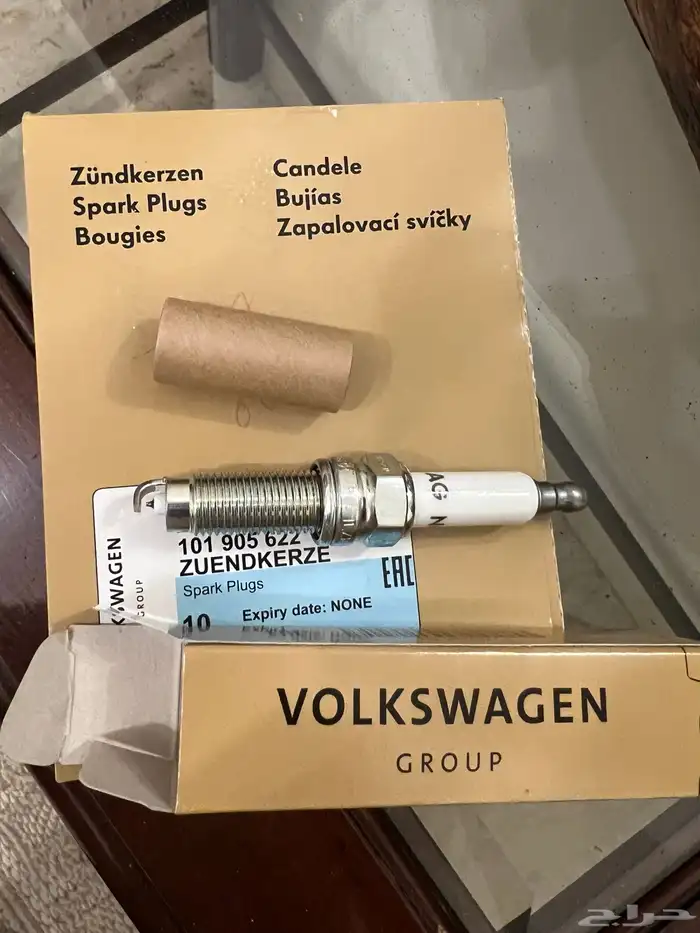 Zündkerzen
Spark Plugs
Bougies
Candele
Bujías
Zapalovací svíčky
101 905 622
ZUENDKERZE
Spark Plugs
EAC
10
Expiry date: NONE
GROUP
VOLKSWAGEN
GROUP
حراج